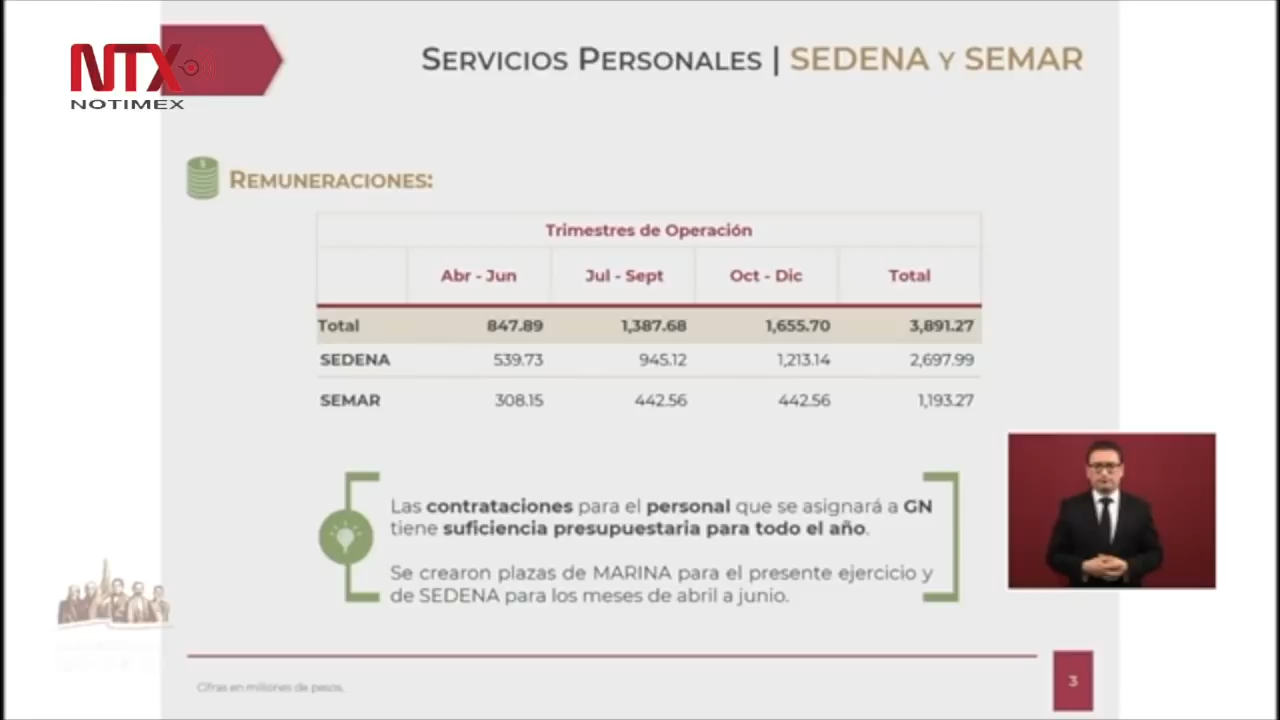 NTX
NOTIMEX
SERVICIOS PERSONALES | SEDENA Y SEMAR
REMUNERACIONES:
Trimestres de Operación
Abr - Jun Jul - Sept Oct - Dic Total
Total 847.89 1,387.68 1,655.70 3,891.27
SEDENA 539.73 945.12 1,213.14 2,697.99
SEMAR 308.15 442.56 442.56 1,193.27
Las contrataciones para el personal que se asignará a GN
tiene suficiencia presupuestaria para todo el año.
Se crearon plazas de MARINA para el presente ejercicio y
de SEDENA para los meses de abril a junio.
Cifras en millones de pesos.
3